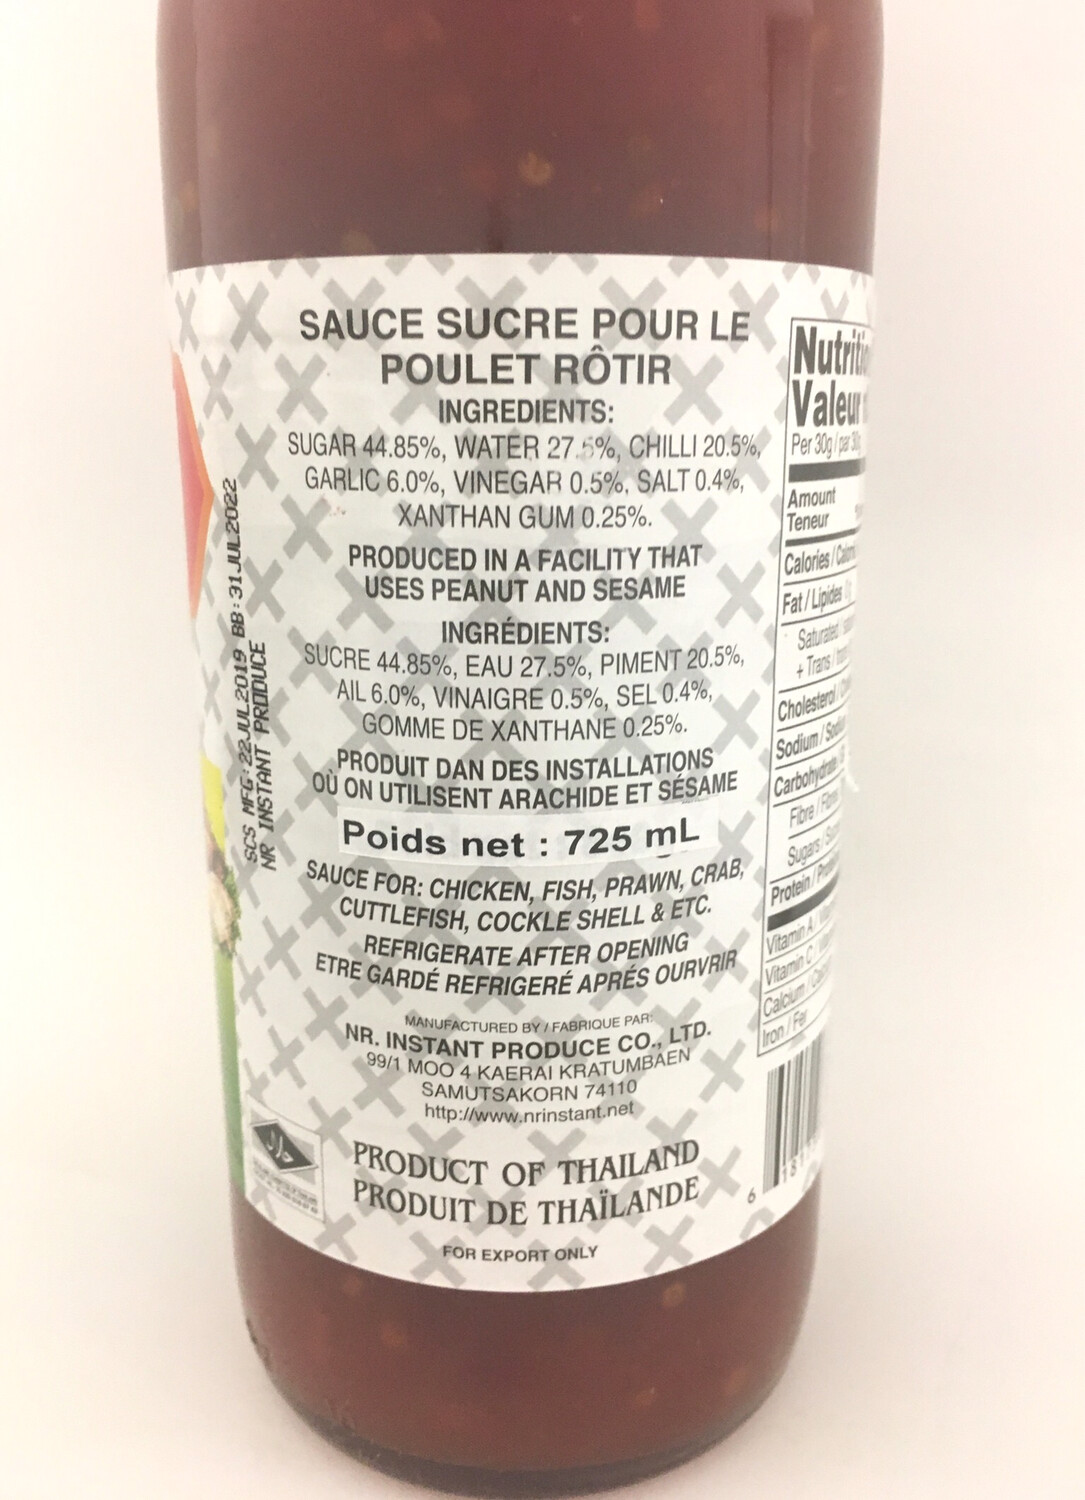 SAUCE SUCRE POUR LE
POULET RÔTIR
INGREDIENTS:
SUGAR 44.85%, WATER 27.5%, CHILLI 20.5%,
GARLIC 6.0%, VINEGAR 0.5%, SALT 0.4%,
XANTHAN GUM 0.25%.
PRODUCED IN A FACILITY THAT
USES PEANUT AND SESAME
INGRÉDIENTS:
SUCRE 44.85%, EAU 27.5%, PIMENT 20.5%,
AIL 6.0%, VINAIGRE 0.5%, SEL 0.4%,
GOMME DE XANTHANE 0.25%.
PRODUIT DAN DES INSTALLATIONS
OÙ ON UTILISENT ARACHIDE ET SÉSAME
Poids net : 725 mL
SAUCE FOR: CHICKEN, FISH, PRAWN, CRAB,
CUTTLEFISH, COCKLE SHELL & ETC.
REFRIGERATE AFTER OPENING
ETRE GARDÉ REFRIGERÉ APRÉS OURVRIR
MANUFACTURED BY / FABRIQUE PAR:
NR. INSTANT PRODUCE CO., LTD.
99/1 MOO 4 KAERAI KRATUMBAEN
SAMUTSAKORN 74110
http://www.nrinstant.net
PRODUCT OF THAILAND
PRODUIT DE THAÏLANDE
FOR EXPORT ONLY
SCS MFG:22JUL2019 BB:31JUL2022
NR INSTANT PRODUCE
حلال
Valeur
Per 30g / par 30g
Amount
Teneur
Calories /
Fat / Lipides
Saturated /
+ Trans /
Cholesterol /
Sodium /
Carbohydrate
Fibre /
Sugars /
Protein /
Vitamin A /
Vitamin C /
Calcium /
Iron / Fer
6